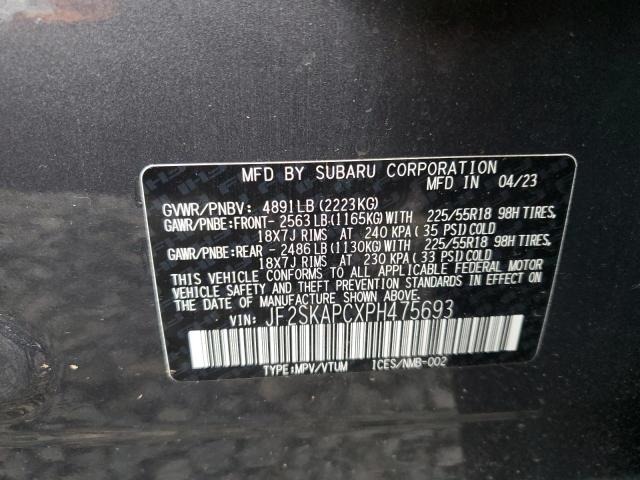 MFD BY SUBARU CORPORATION
MFD IN 04/23
GVWR/PNBV: 4891LB (2223KG)
GAWR/PNBE:FRONT-2563 LB(1165KG)WITH 225/55R18 98H TIRES,
18X7J RIMS AT 240 KPA ( 35 PSI) COLD
GAWR/PNBE:REAR - 2486 LB(1130KG)WITH 225/55R18 98H TIRES,
18X7J RIMS AT 230 KPA ( 33 PSI) COLD
THIS VEHICLE CONFORMS TO ALL APPLICABLE FEDERAL MOTOR
VEHICLE SAFETY AND THEFT PREVENTION STANDARDS IN EFFECT ON
THE DATE OF MANUFACTURE SHOWN ABOVE.
VIN: JF2SKAPCXPH475693
TYPE:MPV/VTUM ICES/NMB-002